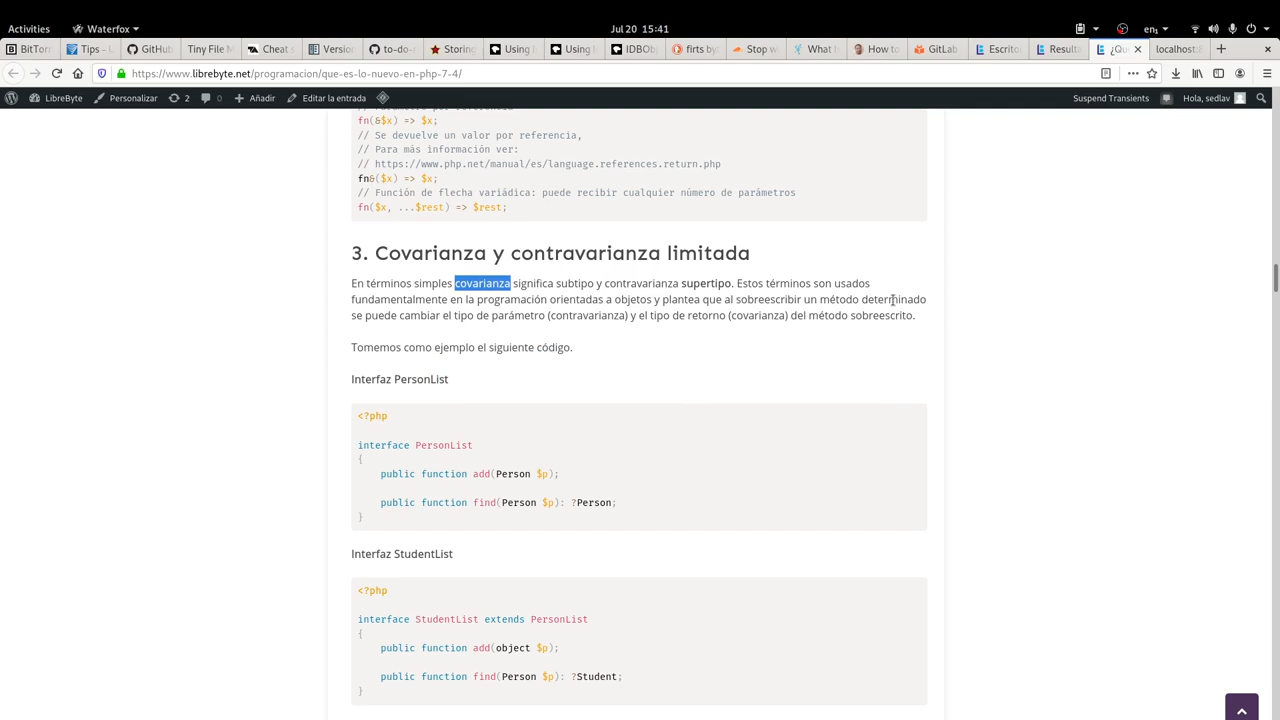 Activities
Waterfox
Jul 20 15:41
en₁
BitTorr
Tips -
GitHub
Tiny File M
Cheat s
Version
to-do
Storin
Using I
Using I
IDBObj
firts by
Stop w
What
How to
GitLab
Escrito
Resulta
¿Qu
localhost:
https://www.librebyte.net/programacion/que-es-lo-nuevo-en-php-7-4/
LibreByte
Personalizar
2
0
Añadir
Editar la entrada
Suspend Transients
Hola, sedlav
fn(&$x) => $x;
// Se devuelve un valor por referencia,
// Para más información ver:
// https://www.php.net/manual/es/language.references.return.php
fn&($x) => $x;
// Función de flecha variádica: puede recibir cualquier número de parámetros
fn($x, ...$rest) => $rest;
3. Covarianza y contravarianza limitada
En términos simples covarianza significa subtipo y contravarianza supertipo. Estos términos son usados
fundamentalmente en la programación orientadas a objetos y plantea que al sobreescribir un método determinado
se puede cambiar el tipo de parámetro (contravarianza) y el tipo de retorno (covarianza) del método sobreescrito.
Tomemos como ejemplo el siguiente código.
Interfaz PersonList
<?php
interface PersonList
{
public function add(Person $p);
public function find(Person $p): ?Person;
}
Interfaz StudentList
<?php
interface StudentList extends PersonList
{
public function add(object $p);
public function find(Person $p): ?Student;
}